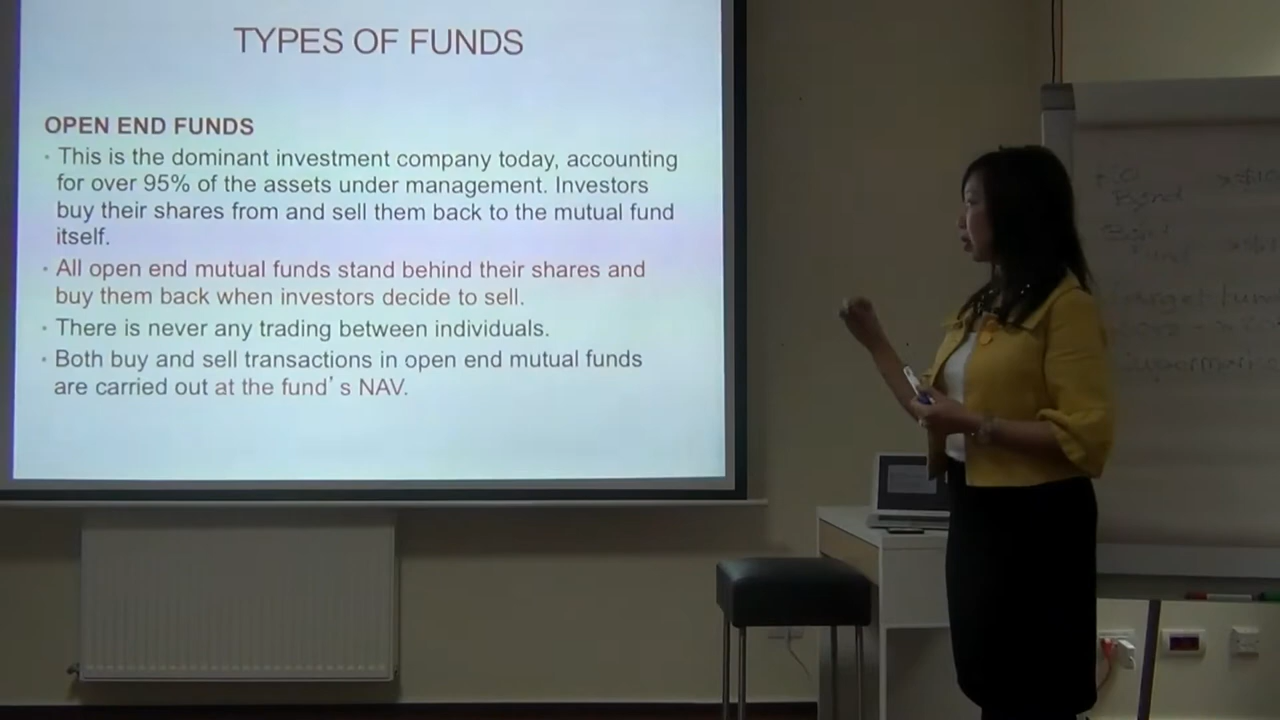 TYPES OF FUNDS
OPEN END FUNDS
· This is the dominant investment company today, accounting
for over 95% of the assets under management. Investors
buy their shares from and sell them back to the mutual fund
itself.
· All open end mutual funds stand behind their shares and
buy them back when investors decide to sell.
· There is never any trading between individuals.
· Both buy and sell transactions in open end mutual funds
are carried out at the fund's NAV.
Bond